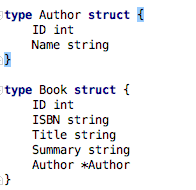 type Author struct {
    ID int
    Name string
}

type Book struct {
    ID int
    ISBN string
    Title string
    Summary string
    Author *Author
}